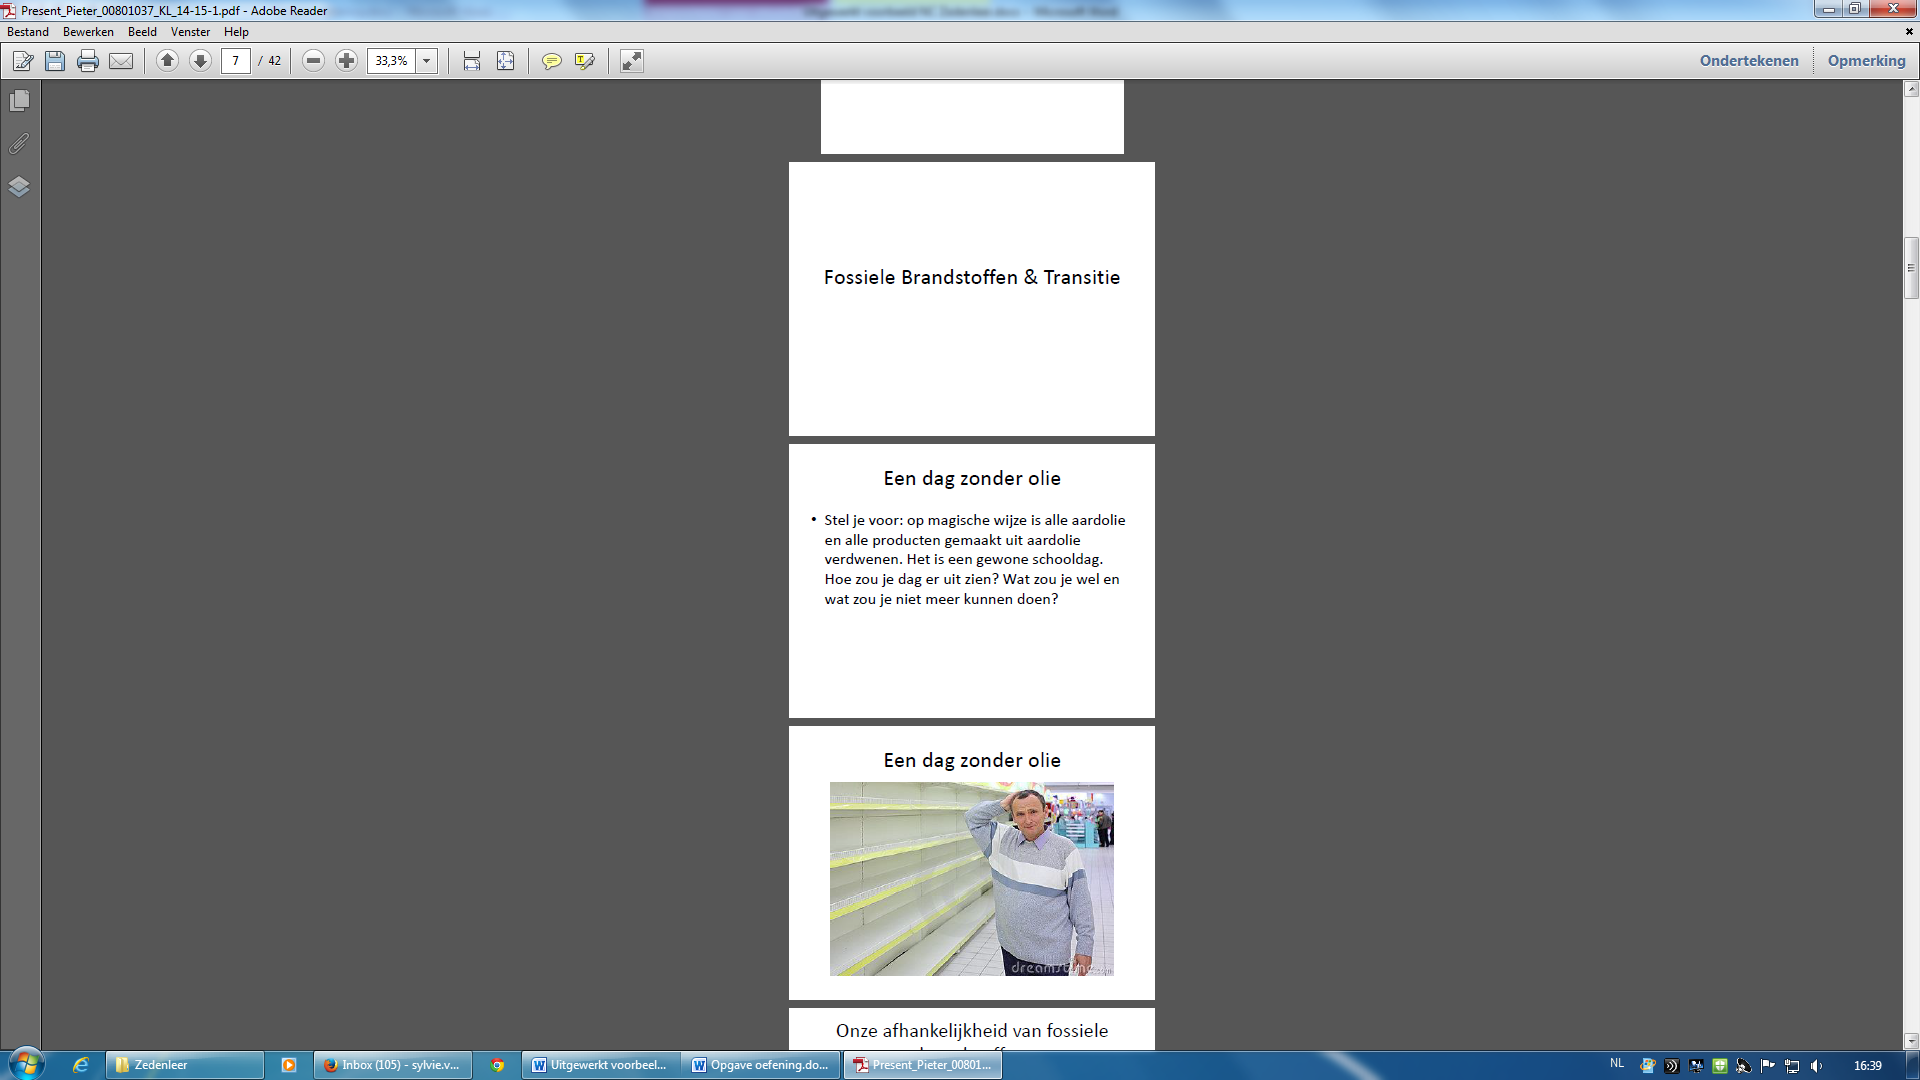 Present_Pieter_00801037_KL_14-15-1.pdf - Adobe Reader
Bestand Bewerken Beeld Venster Help
7 / 42 33,3% Ondertekenen Opmerking
Fossiele Brandstoffen & Transitie
Een dag zonder olie
• Stel je voor: op magische wijze is alle aardolie
en alle producten gemaakt uit aardolie
verdwenen. Het is een gewone schooldag.
Hoe zou je dag er uit zien? Wat zou je wel en
wat zou je niet meer kunnen doen?
Een dag zonder olie
dreamstime
Onze afhankelijkheid van fossiele
Zedenleer Inbox (105) - sylvie.v... Uitgewerkt voorbeel... Opgave oefening.do... Present_Pieter_00801... NL 16:39